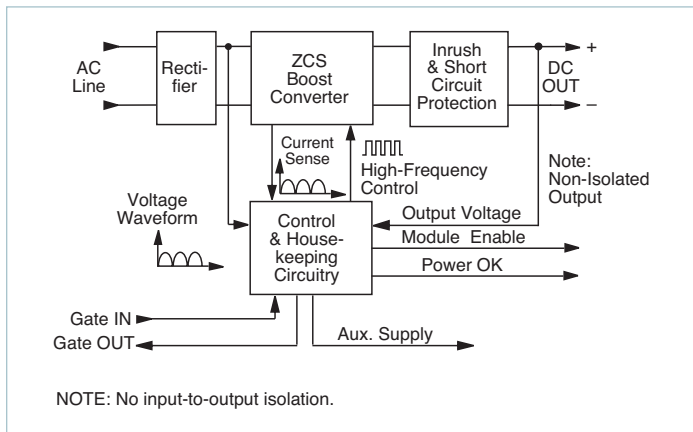 AC
Line
Recti-
fier
ZCS
Boost
Converter
Inrush
& Short
Circuit
Protection
+
DC
OUT
–
Current
Sense
High-Frequency
Control
Note:
Non-Isolated
Output
Voltage
Waveform
Control
& House-
keeping
Circuitry
Output Voltage
Module Enable
Power OK
Gate IN
Gate OUT
Aux. Supply
NOTE: No input-to-output isolation.